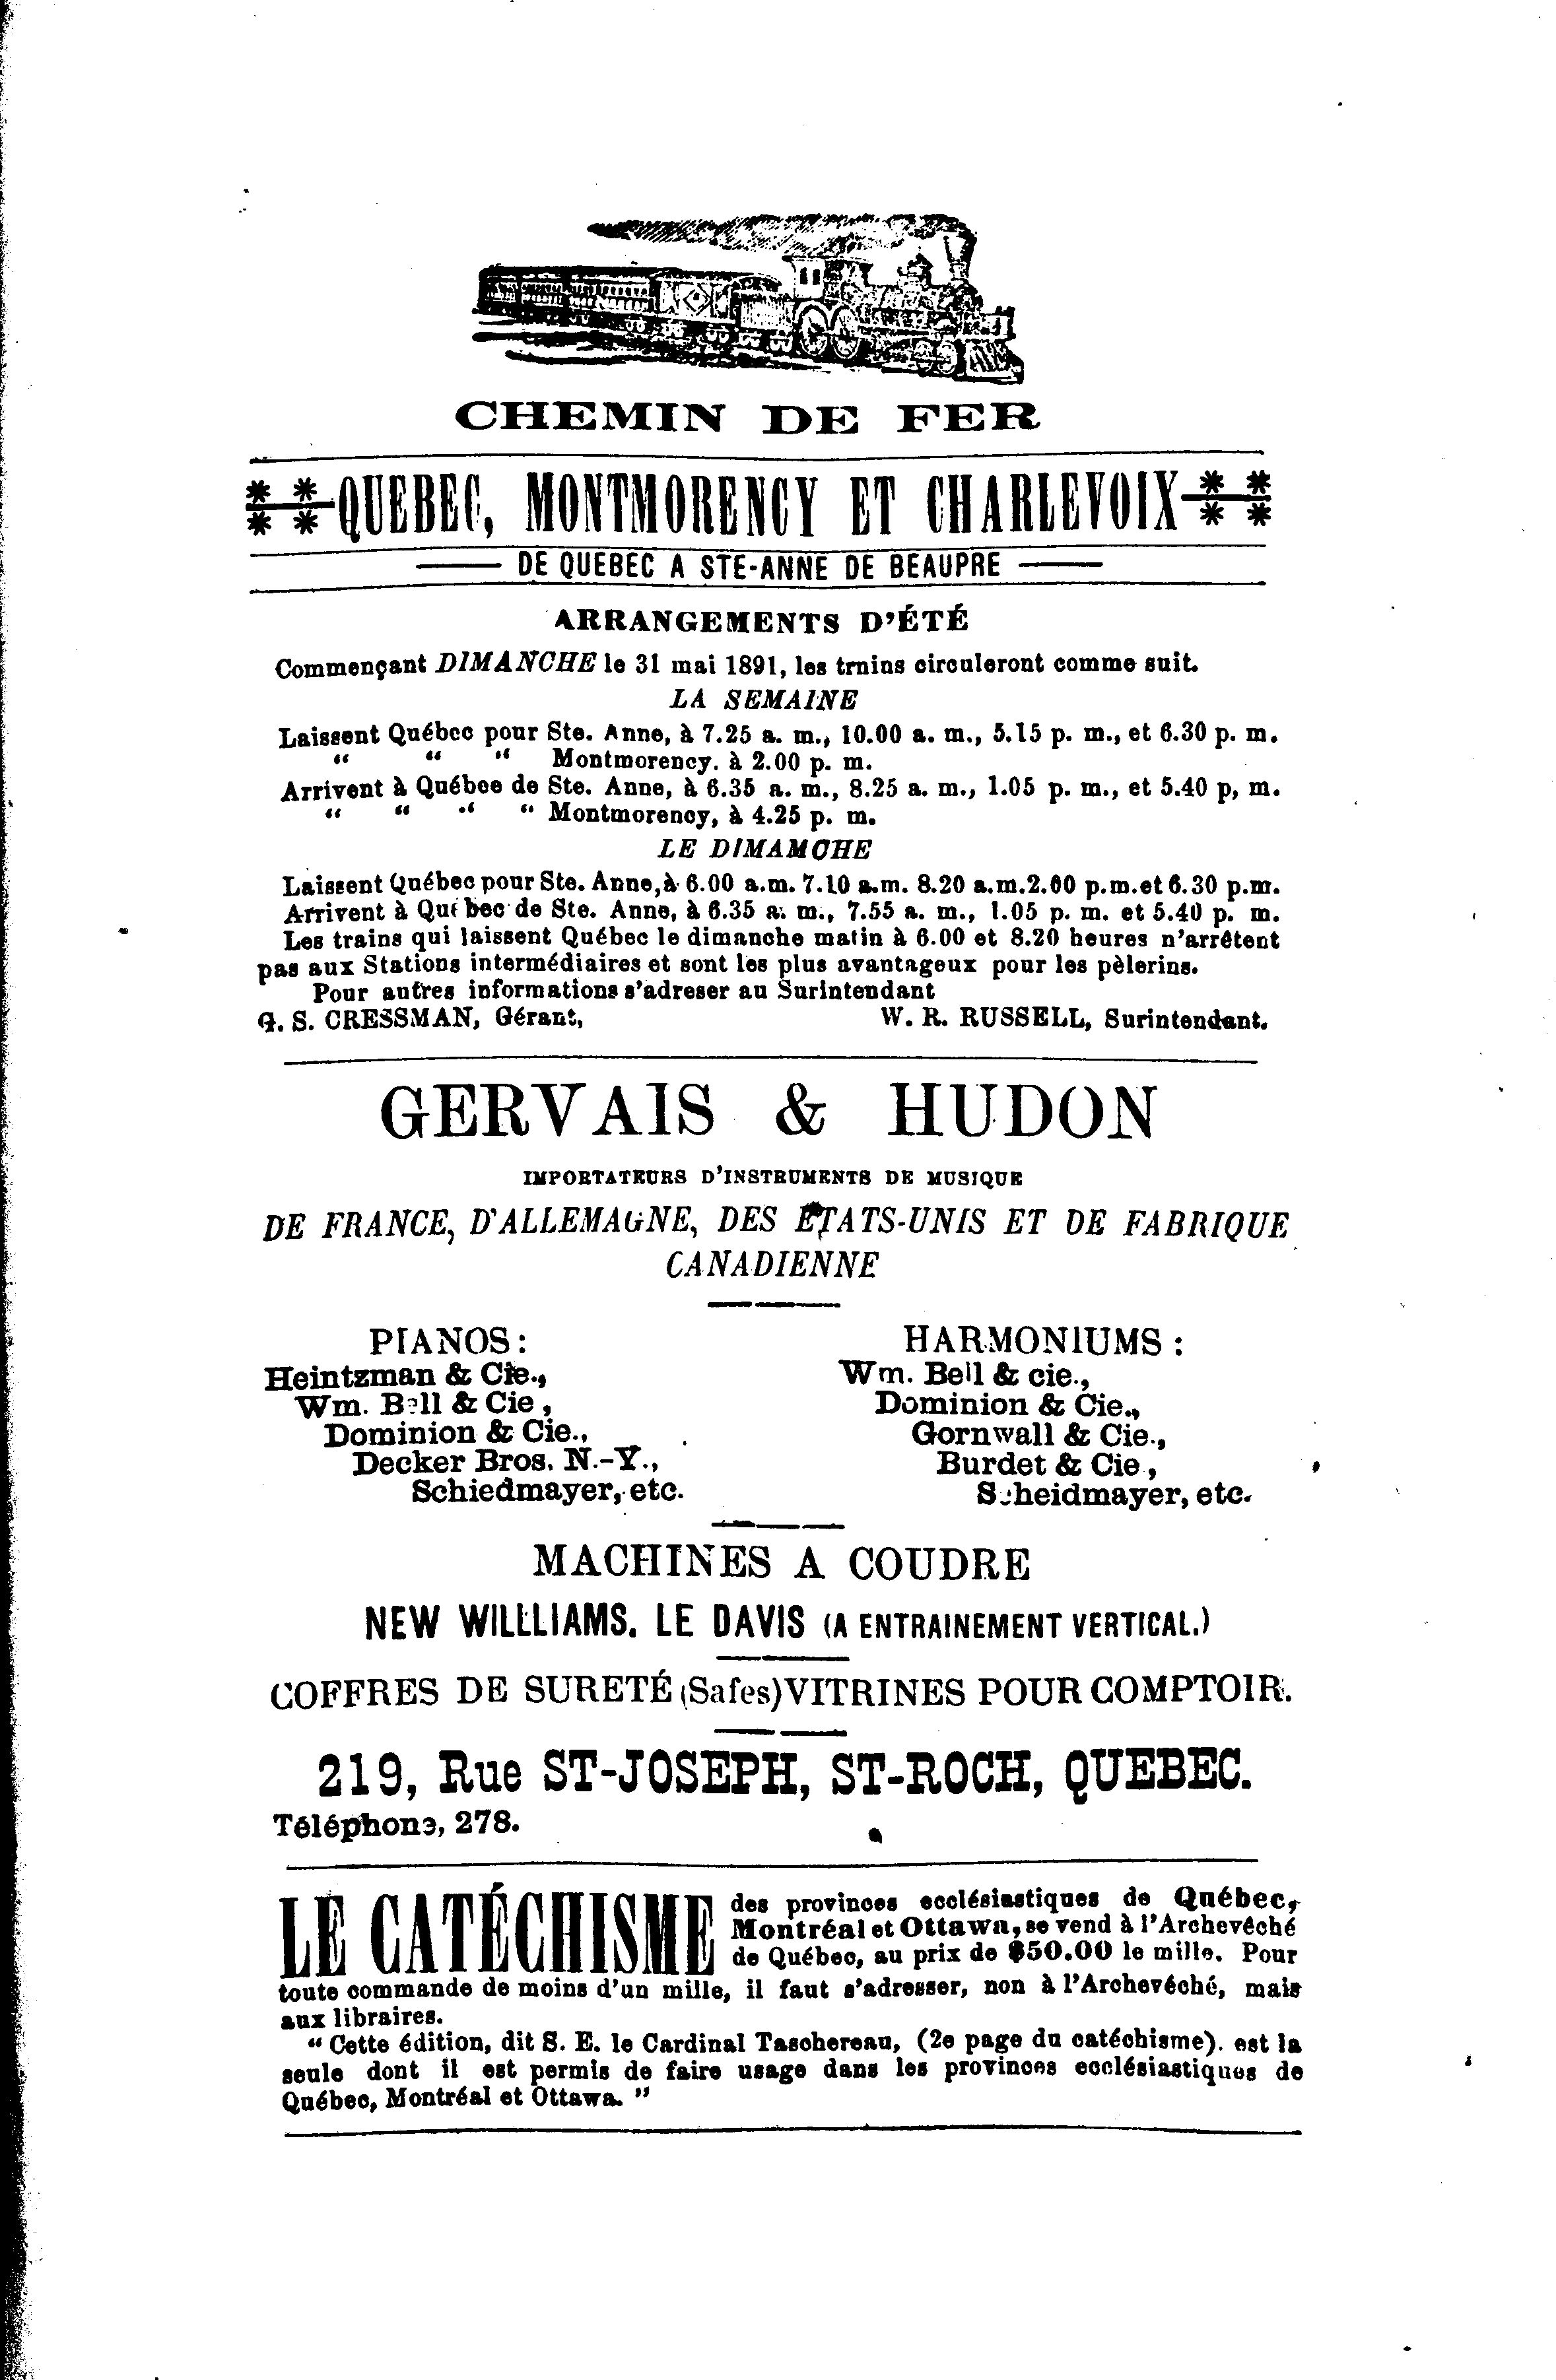 CHEMIN DE FER
QUEBEC, MONTMORENCY ET CHARLEVOIX
DE QUEBEC A STE-ANNE DE BEAUPRE
ARRANGEMENTS D'ÉTÉ
Commençant DIMANCHE le 31 mai 1891, les trains circuleront comme suit.
LA SEMAINE
Laissent Québec pour Ste. Anne, à 7.25 a. m., 10.00 a. m., 5.15 p. m., et 6.30 p. m.
“ “ “ Montmorency. à 2.00 p. m.
Arrivent à Québec de Ste. Anne, à 6.35 a. m., 8.25 a. m., 1.05 p. m., et 5.40 p, m.
“ “ “ “ Montmorency, à 4.25 p. m.
LE DIMAMCHE
Laissent Québec pour Ste. Anne, à 6.00 a.m. 7.10 a.m. 8.20 a.m. 2.00 p.m. et 6.30 p.m.
Arrivent à Québec de Ste. Anne, à 6.35 a. m., 7.55 a. m., 1.05 p. m. et 5.40 p. m.
Les trains qui laissent Québec le dimanche matin à 6.00 et 8.20 heures n'arrêtent
pas aux Stations intermédiaires et sont les plus avantageux pour les pèlerins.
Pour autres informations s'adreser au Surintendant
G. S. CRESSMAN, Gérant, W. R. RUSSELL, Surintendant.
GERVAIS & HUDON
IMPORTATEURS D'INSTRUMENTS DE MUSIQUE
DE FRANCE, D'ALLEMAGNE, DES ETATS-UNIS ET DE FABRIQUE
CANADIENNE
PIANOS:
Heintzman & Cie.,
Wm. Bell & Cie,
Dominion & Cie.,
Decker Bros. N.-Y.,
Schiedmayer, etc.
HARMONIUMS:
Wm. Bell & cie.,
Dominion & Cie.,
Gornwall & Cie.,
Burdet & Cie,
Scheidmayer, etc.
MACHINES A COUDRE
NEW WILLLIAMS. LE DAVIS (A ENTRAINEMENT VERTICAL.)
COFFRES DE SURETÉ (Safes) VITRINES POUR COMPTOIR.
219, Rue ST-JOSEPH, ST-ROCH, QUEBEC.
Téléphone, 278.
LE CATÉCHISME des provinces ecclésiastiques de Québec,
Montréal et Ottawa, se vend à l'Archevêché
de Québec, au prix de $50.00 le mille. Pour
toute commande de moins d'un mille, il faut s'adresser, non à l'Archevêché, mais
aux libraires.
“ Cette édition, dit S. E. le Cardinal Taschereau, (2e page du catéchisme). est la
seule dont il est permis de faire usage dans les provinces ecclésiastiques de
Québec, Montréal et Ottawa. ”